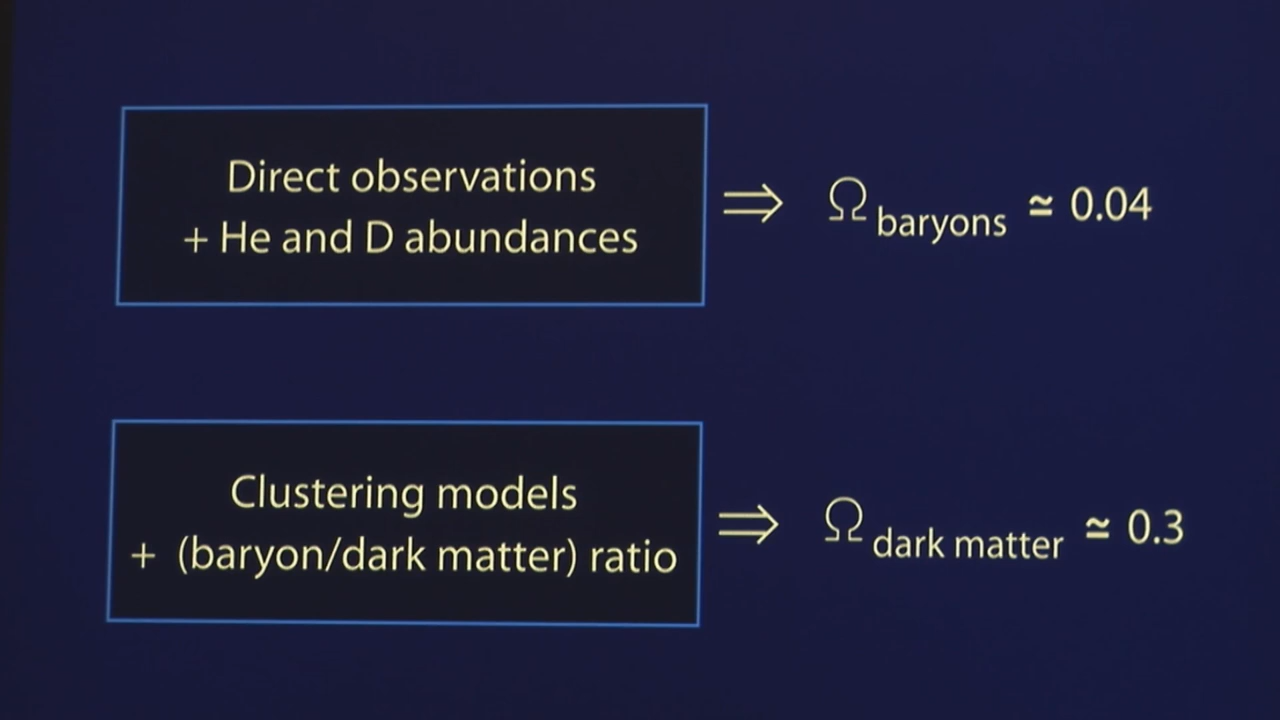 Direct observations
+ He and D abundances
⇒ Ω baryons ≃ 0.04
Clustering models
+ (baryon/dark matter) ratio
⇒ Ω dark matter ≃ 0.3